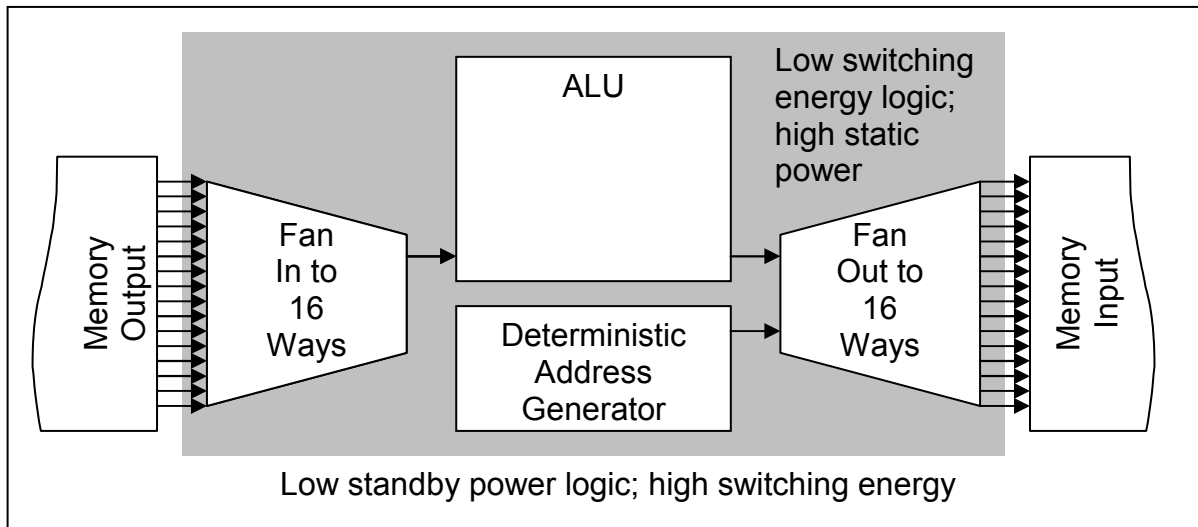 ALU
Low switching
energy logic;
high static
power
Memory
Output
Fan
In to
16
Ways
Deterministic
Address
Generator
Fan
Out to
16
Ways
Memory
Input
Low standby power logic; high switching energy